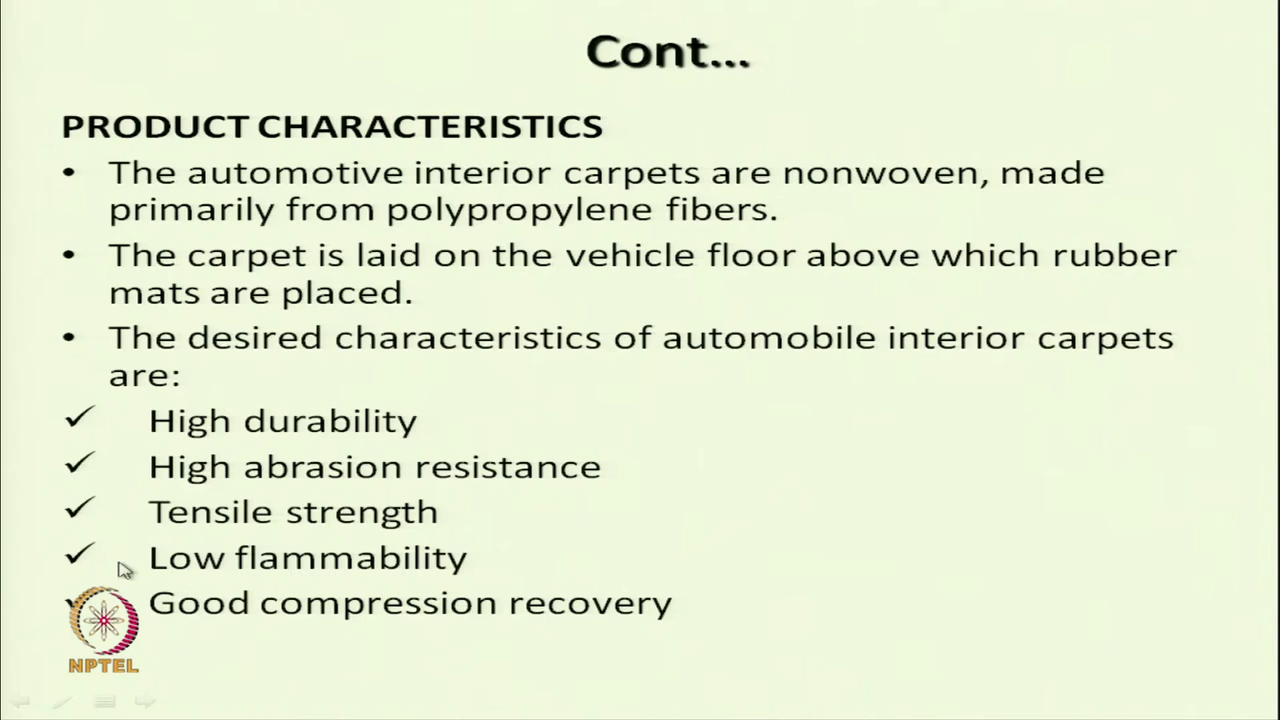 Cont...
PRODUCT CHARACTERISTICS
• The automotive interior carpets are nonwoven, made
primarily from polypropylene fibers.
• The carpet is laid on the vehicle floor above which rubber
mats are placed.
• The desired characteristics of automobile interior carpets
are:
✓ High durability
✓ High abrasion resistance
✓ Tensile strength
✓ Low flammability
✓ Good compression recovery
NPTEL